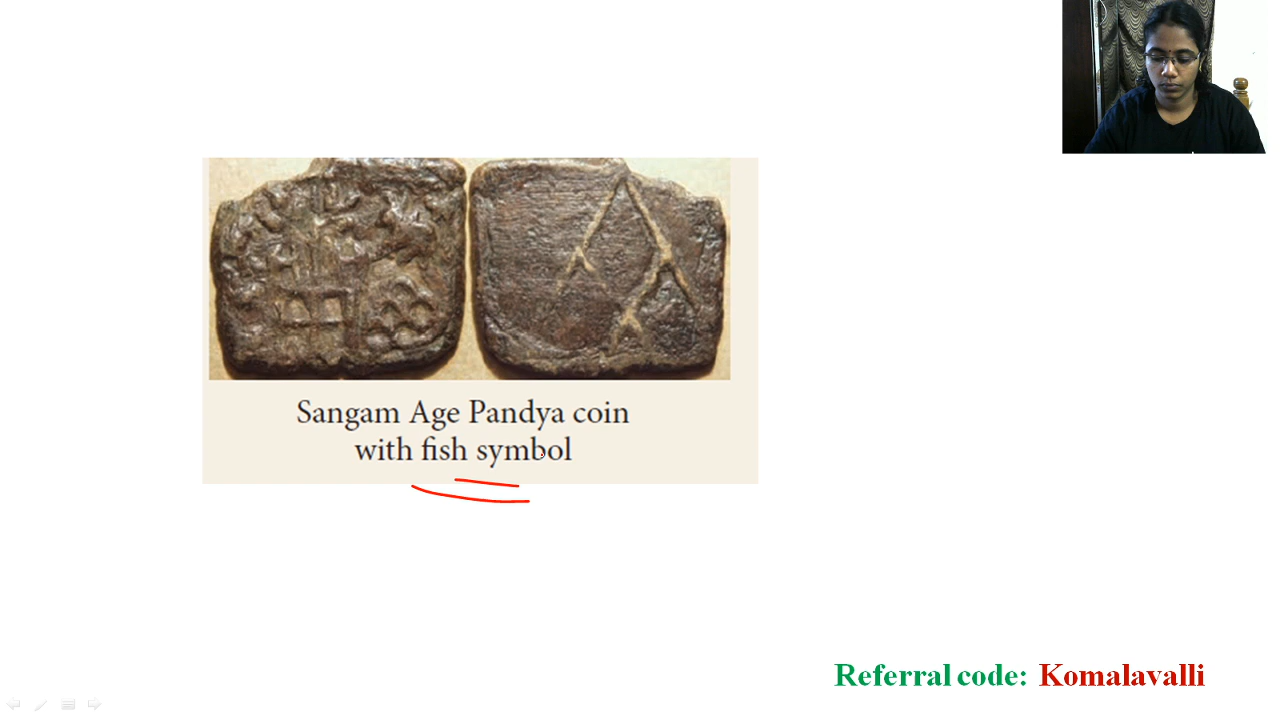 Sangam Age Pandya coin
with fish symbol
Referral code: Komalavalli